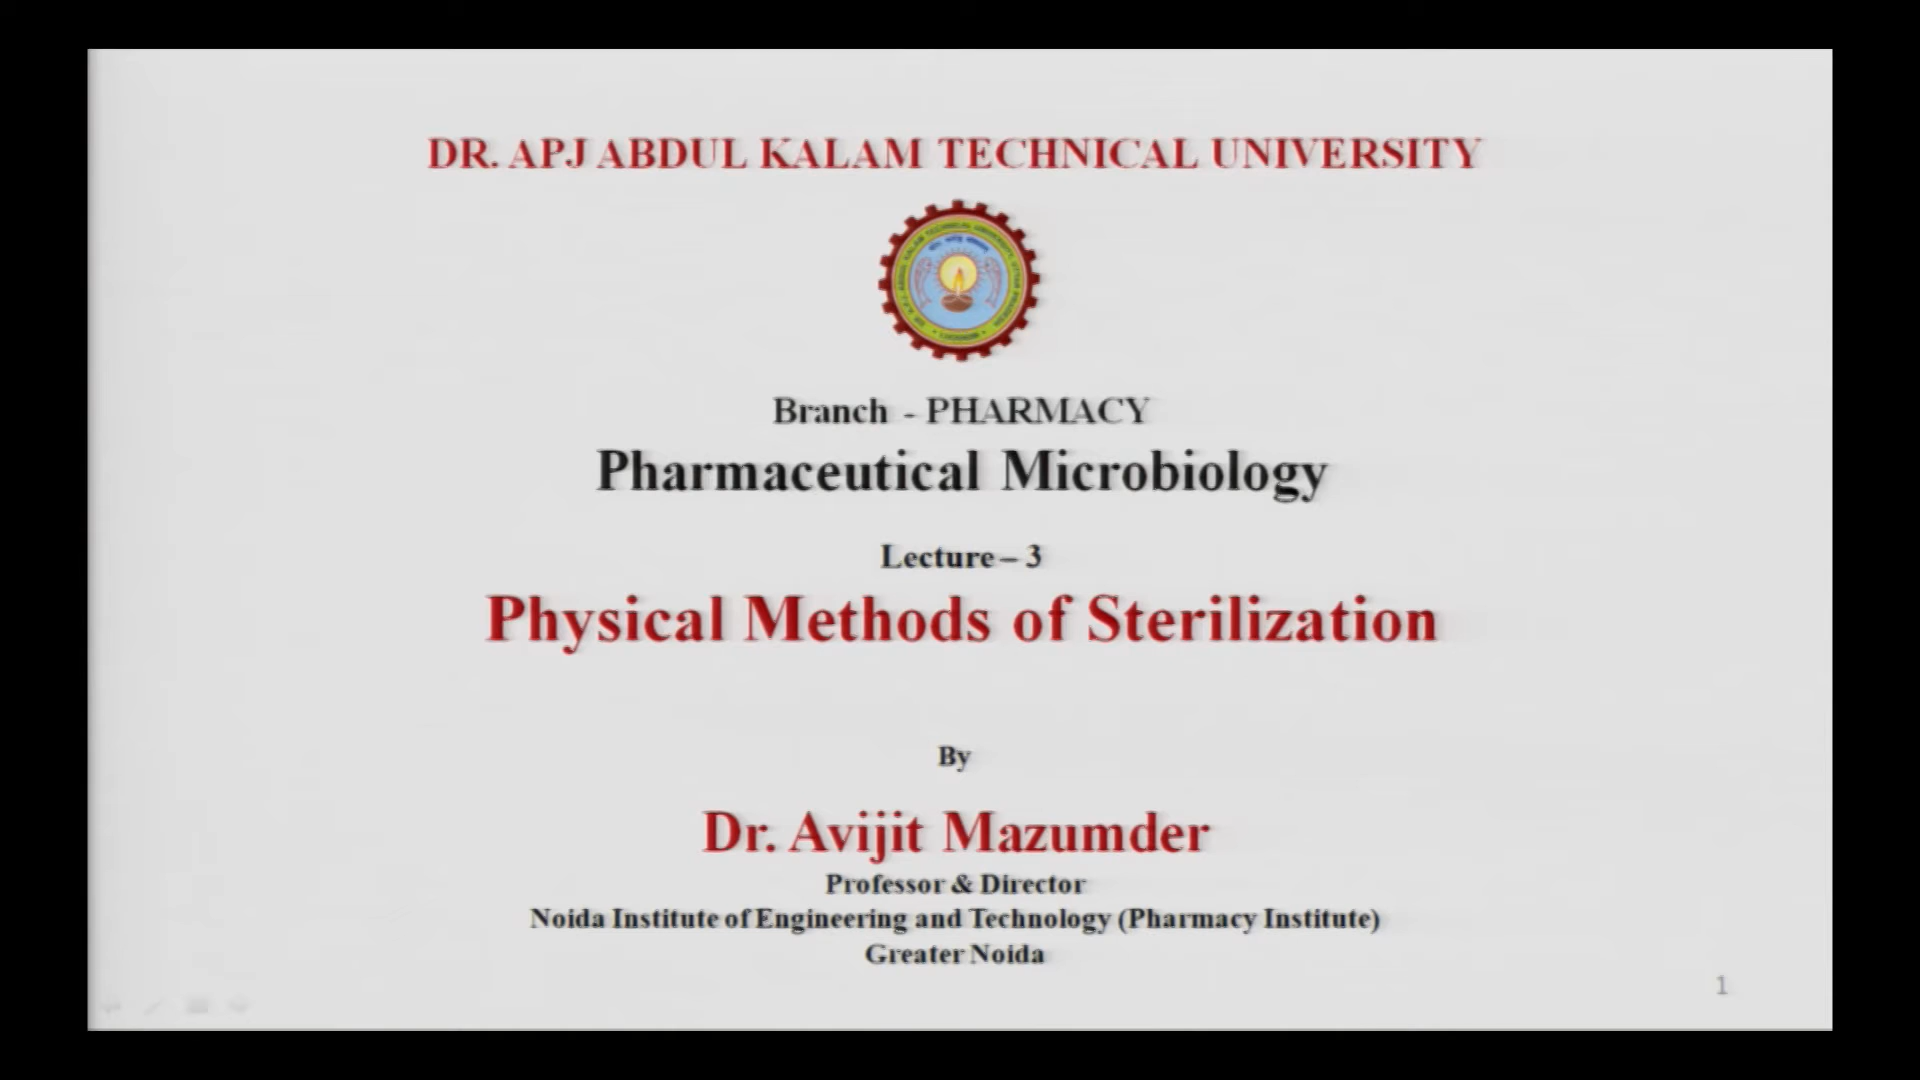 DR. APJ ABDUL KALAM TECHNICAL UNIVERSITY
Branch - PHARMACY
Pharmaceutical Microbiology
Lecture – 3
Physical Methods of Sterilization
By
Dr. Avijit Mazumder
Professor & Director
Noida Institute of Engineering and Technology (Pharmacy Institute)
Greater Noida
1